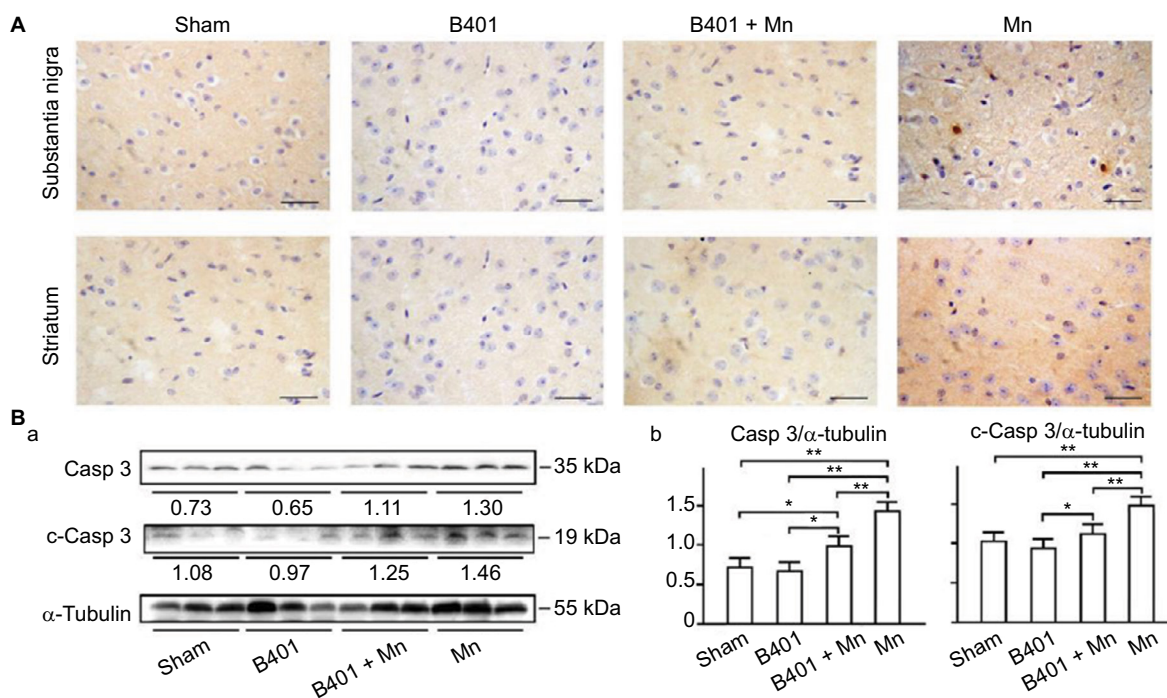 A
Sham
B401
B401 + Mn
Mn
Substantia nigra
Striatum
B
a
Casp 3
35 kDa
0.73 0.65 1.11 1.30
c-Casp 3
19 kDa
1.08 0.97 1.25 1.46
α-Tubulin
55 kDa
Sham
B401
B401 + Mn
Mn
b
Casp 3/α-tubulin
**
**
**
*
*
1.5
1.0
0.5
0
Sham
B401
B401 + Mn
Mn
c-Casp 3/α-tubulin
**
**
**
*
Sham
B401
B401 + Mn
Mn